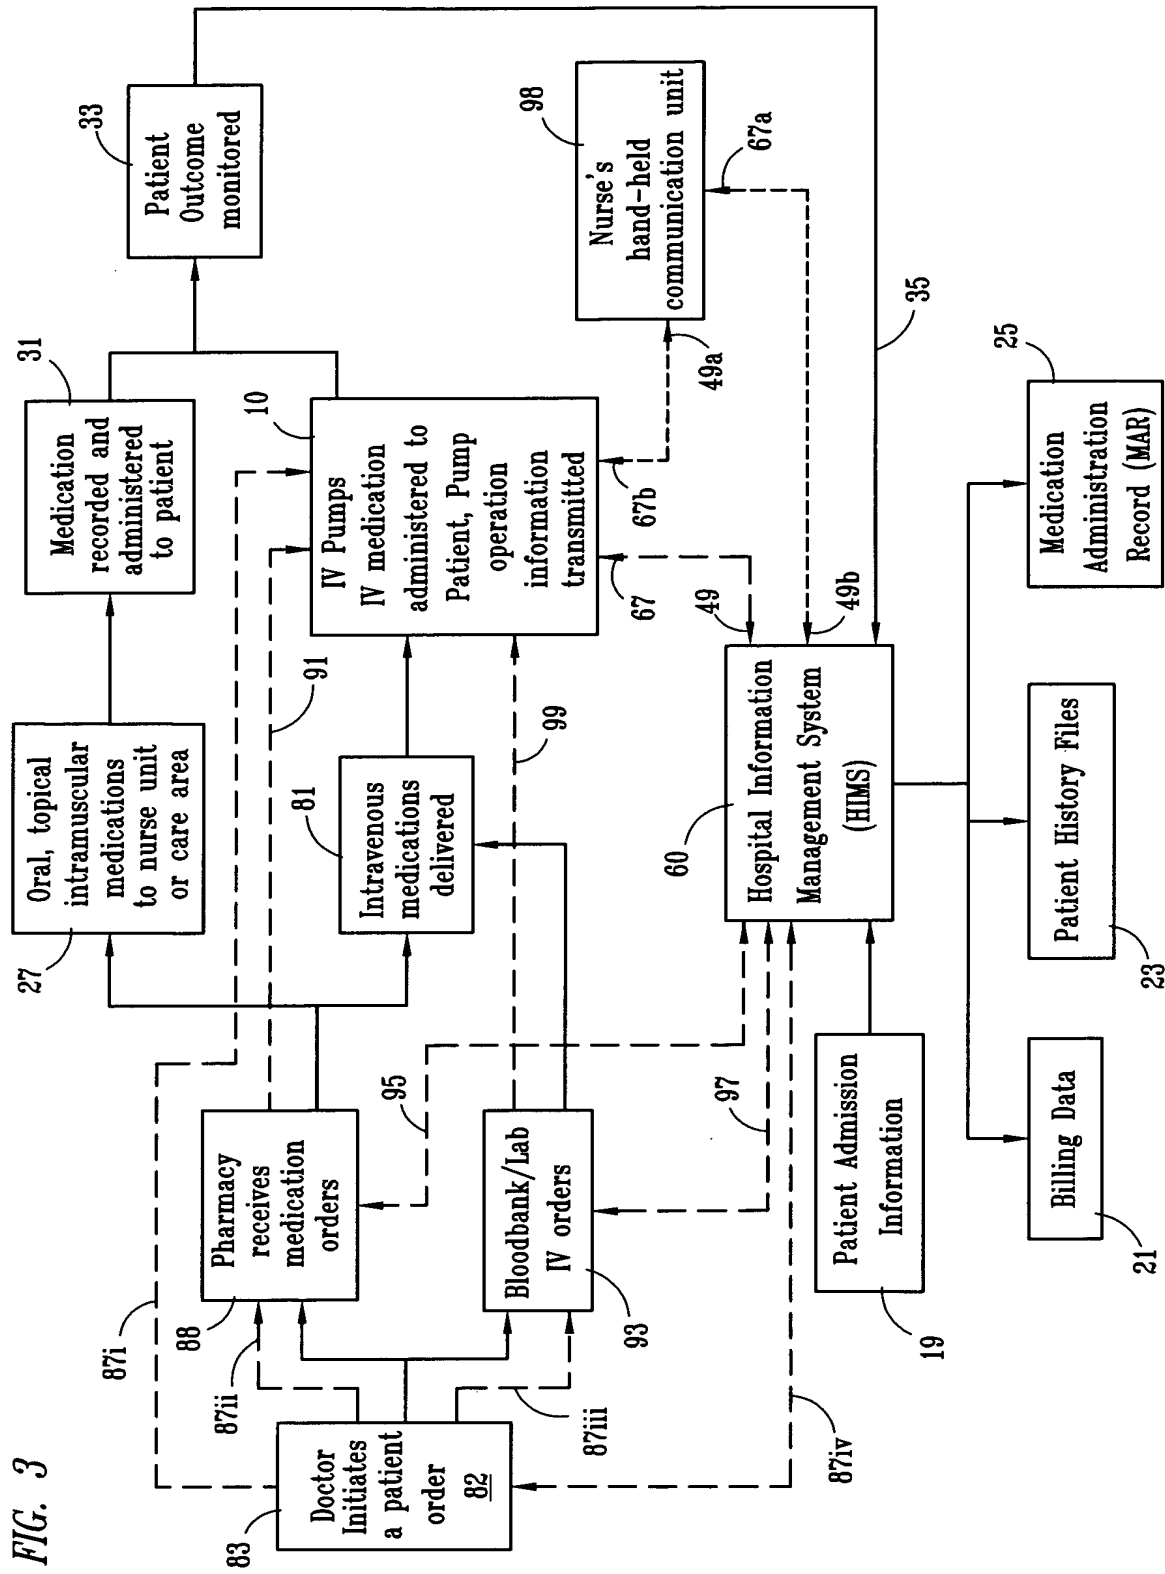 FIG. 3
83
Doctor
Initiates
a patient
order
82
87i
87ii
87iii
87iv
88
Pharmacy
receives
medication
orders
Bloodbank/Lab
IV orders
93
95
97
91
99
27
Oral, topical
intramuscular
medications
to nurse unit
or care area
81
Intravenous
medications
delivered
31
Medication
recorded and
administered
to patient
10
IV Pumps
IV medication
administered to
Patient, Pump
operation
information
transmitted
67
67b
49
49a
49b
67a
33
Patient
Outcome
monitored
98
Nurse's
hand-held
communication unit
35
60
Hospital Information
Management System
(HIMS)
Patient Admission
Information
19
Billing Data
21
Patient History Files
23
25
Medication
Administration
Record (MAR)